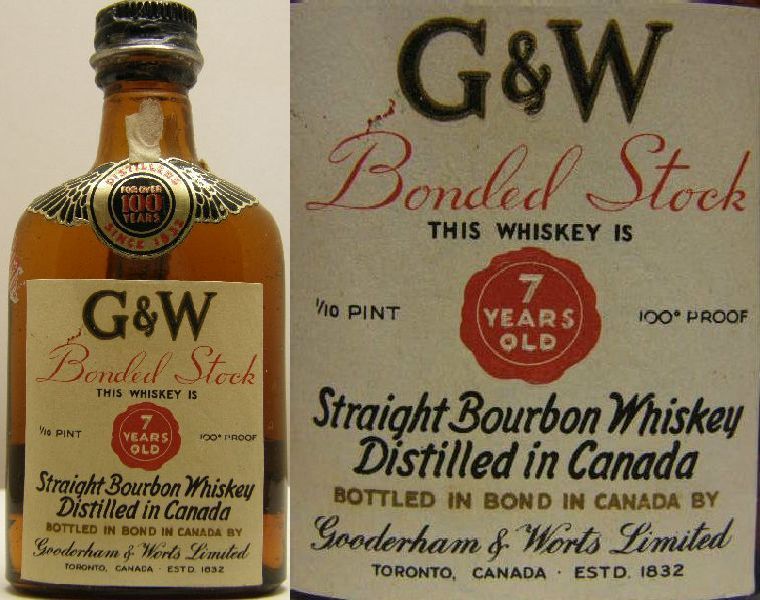 DISTILLERS
FOR OVER
100
YEARS
SINCE 1832
G&W
Bonded Stock
THIS WHISKEY IS
7
YEARS
OLD
1/10 PINT
100° PROOF
Straight Bourbon Whiskey
Distilled in Canada
BOTTLED IN BOND IN CANADA BY
Gooderham & Worts Limited
TORONTO, CANADA · ESTD. 1832
G&W
Bonded Stock
THIS WHISKEY IS
7
YEARS
OLD
1/10 PINT
100° PROOF
Straight Bourbon Whiskey
Distilled in Canada
BOTTLED IN BOND IN CANADA BY
Gooderham & Worts Limited
TORONTO, CANADA · ESTD. 1832